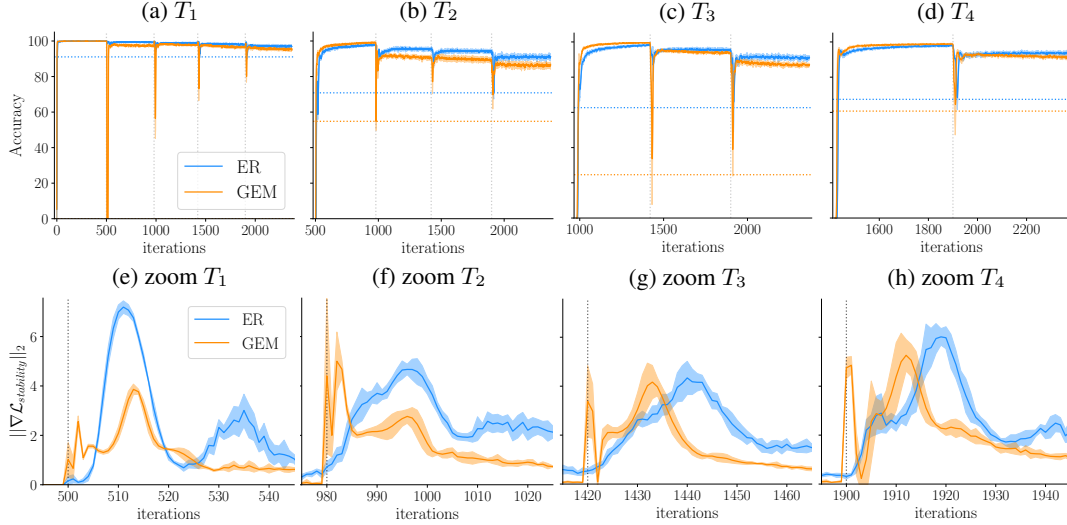 (a) T₁
(b) T₂
(c) T₃
(d) T₄
Accuracy
100
80
60
40
20
0
ER
GEM
0 500 1000 1500 2000
500 1000 1500 2000
1000 1500 2000
1600 1800 2000 2200
iterations
iterations
iterations
iterations
(e) zoom T₁
(f) zoom T₂
(g) zoom T₃
(h) zoom T₄
||∇ℒstability||₂
6
4
2
0
ER
GEM
500 510 520 530 540
980 990 1000 1010 1020
1420 1430 1440 1450 1460
1900 1910 1920 1930 1940
iterations
iterations
iterations
iterations